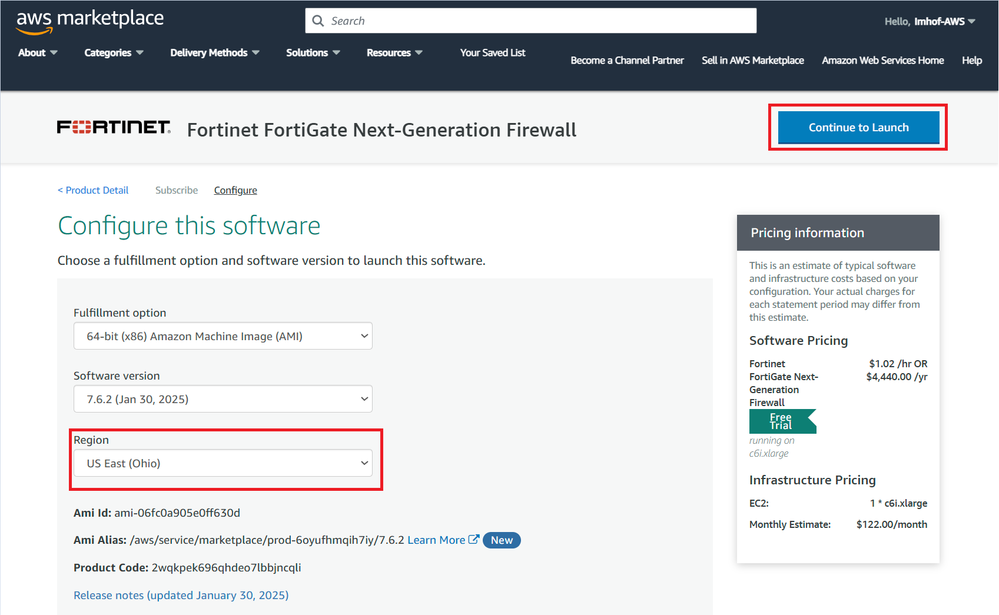 aws marketplace
Search
Hello, Imhof-AWS
About
Categories
Delivery Methods
Solutions
Resources
Your Saved List
Become a Channel Partner
Sell in AWS Marketplace
Amazon Web Services Home
Help
FORTINET®
Fortinet FortiGate Next-Generation Firewall
Continue to Launch
< Product Detail
Subscribe
Configure
Configure this software
Choose a fulfillment option and software version to launch this software.
Fulfillment option
64-bit (x86) Amazon Machine Image (AMI)
Software version
7.6.2 (Jan 30, 2025)
Region
US East (Ohio)
Ami Id: ami-06fc0a905e0ff630d
Ami Alias: /aws/service/marketplace/prod-6oyufhmqih7iy/7.6.2 Learn More New
Product Code: 2wqkpek696qhdeo7lbbjncqli
Release notes (updated January 30, 2025)
Pricing information
This is an estimate of typical software
and infrastructure costs based on your
configuration. Your actual charges for
each statement period may differ from
this estimate.
Software Pricing
Fortinet $1.02 /hr OR
FortiGate Next- $4,440.00 /yr
Generation
Firewall
Free
Trial
running on
c6i.xlarge
Infrastructure Pricing
EC2: 1 * c6i.xlarge
Monthly Estimate: $122.00/month